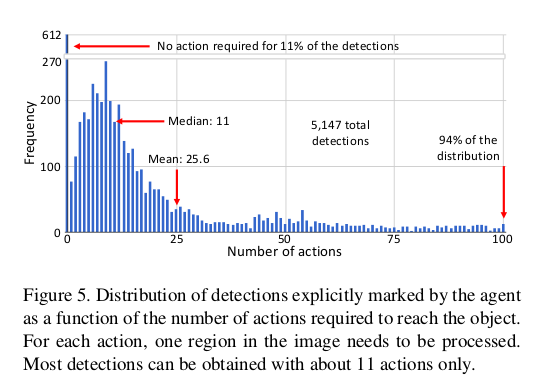 612
No action required for 11% of the detections
270
200
Median: 11
5,147 total
detections
94% of the
distribution
Mean: 25.6
100
0
Frequency
0 25 50 75 100
Number of actions
Figure 5. Distribution of detections explicitly marked by the agent
as a function of the number of actions required to reach the object.
For each action, one region in the image needs to be processed.
Most detections can be obtained with about 11 actions only.